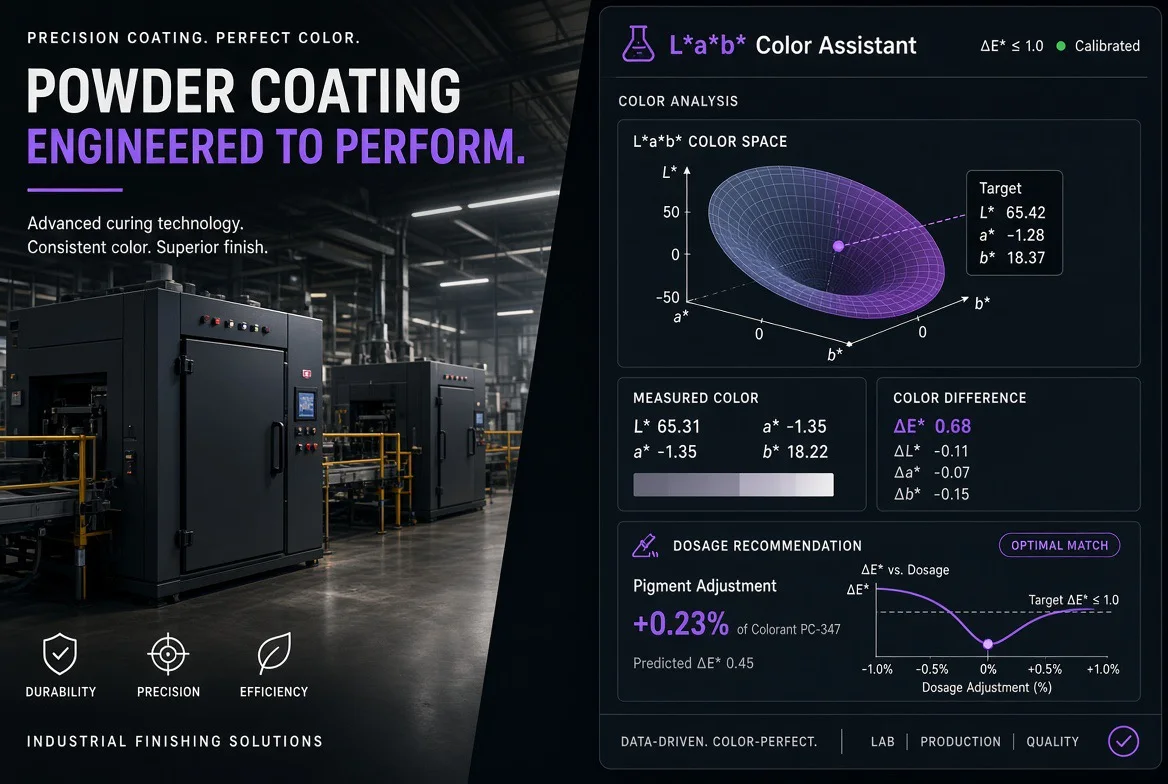 PRECISION COATING. PERFECT COLOR.
POWDER COATING
ENGINEERED TO PERFORM.
Advanced curing technology.
Consistent color. Superior finish.
DURABILITY
PRECISION
EFFICIENCY
INDUSTRIAL FINISHING SOLUTIONS
L*a*b* Color Assistant
ΔE* ≤ 1.0 Calibrated
COLOR ANALYSIS
L*a*b* COLOR SPACE
L*
50
0
-50
a*
0
b*
0
b*
Target
L* 65.42
a* -1.28
b* 18.37
MEASURED COLOR
L* 65.31 a* -1.35
a* -1.35 b* 18.22
COLOR DIFFERENCE
ΔE* 0.68
ΔL* -0.11
Δa* -0.07
Δb* -0.15
DOSAGE RECOMMENDATION
OPTIMAL MATCH
Pigment Adjustment
+0.23% of Colorant PC-347
Predicted ΔE* 0.45
ΔE* vs. Dosage
ΔE*
Target ΔE* ≤ 1.0
-1.0% -0.5% 0% +0.5% +1.0%
Dosage Adjustment (%)
DATA-DRIVEN. COLOR-PERFECT.
LAB | PRODUCTION | QUALITY